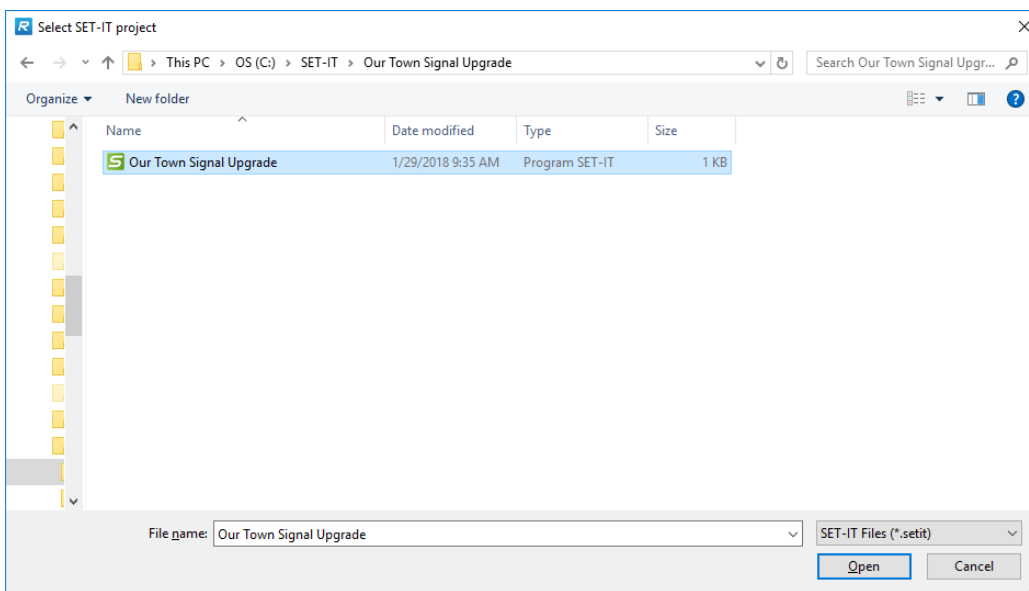 Select SET-IT project
This PC > OS (C:) > SET-IT > Our Town Signal Upgrade
Search Our Town Signal Upgr...
Organize
New folder
Name Date modified Type Size
Our Town Signal Upgrade 1/29/2018 9:35 AM Program SET-IT 1 KB
File name: Our Town Signal Upgrade
SET-IT Files (*.setit)
Open Cancel